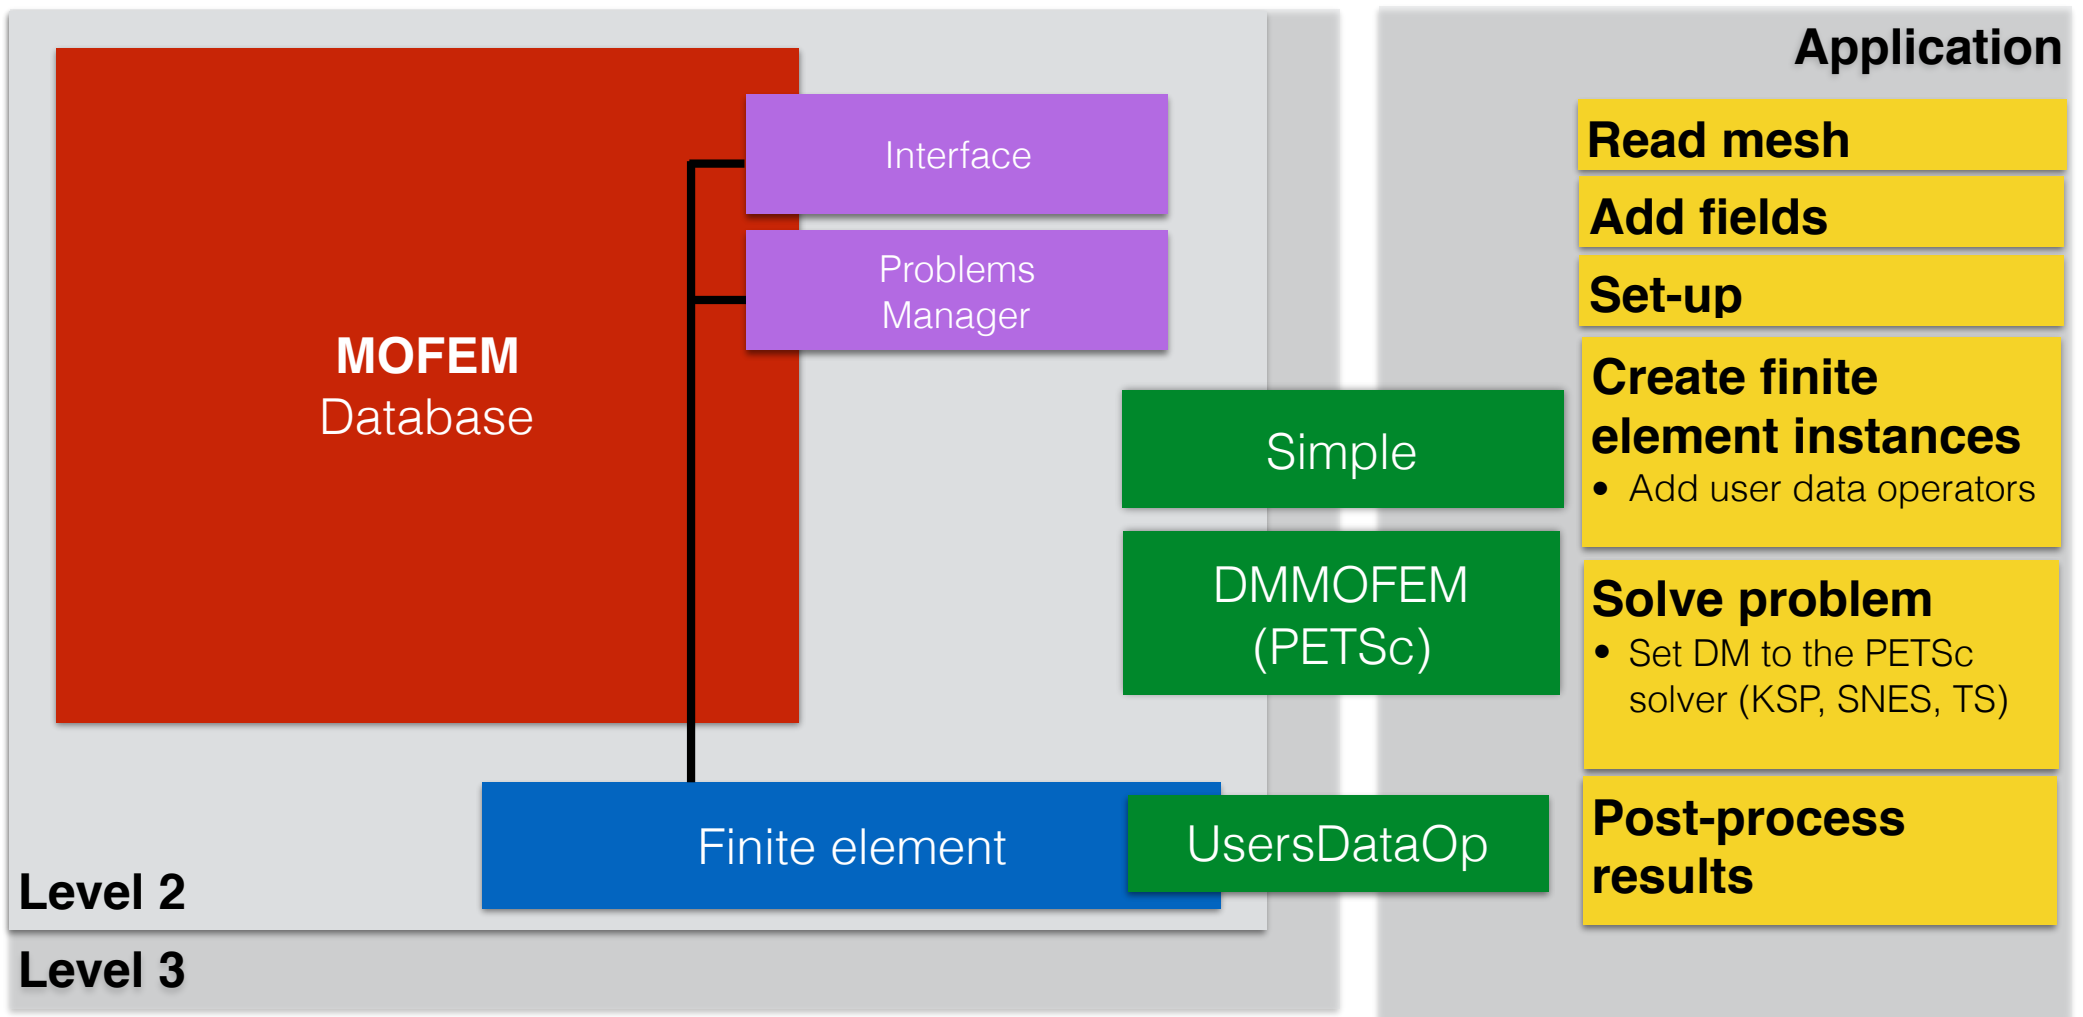 MOFEM
Database
Interface
Problems
Manager
Simple
DMMOFEM
(PETSc)
Finite element
UsersDataOp
Level 2
Level 3
Application
Read mesh
Add fields
Set-up
Create finite
element instances
• Add user data operators
Solve problem
• Set DM to the PETSc
solver (KSP, SNES, TS)
Post-process
results